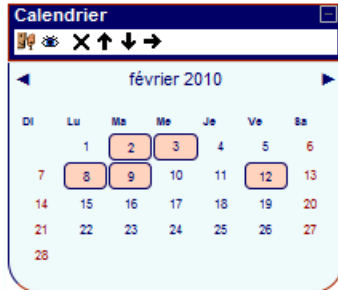 Calendrier
février 2010
Di Lu Ma Me Je Ve Sa
1 2 3 4 5 6
7 8 9 10 11 12 13
14 15 16 17 18 19 20
21 22 23 24 25 26 27
28